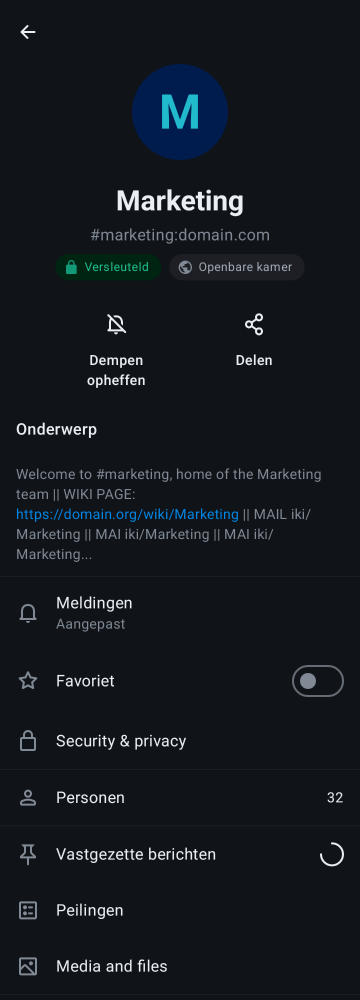 M
Marketing
#marketing:domain.com
Versleuteld
Openbare kamer
Dempen
opheffen
Delen
Onderwerp
Welcome to #marketing, home of the Marketing
team || WIKI PAGE:
https://domain.org/wiki/Marketing || MAIL iki/
Marketing || MAI iki/Marketing || MAI iki/
Marketing...
Meldingen
Aangepast
Favoriet
Security & privacy
Personen 32
Vastgezette berichten
Peilingen
Media and files